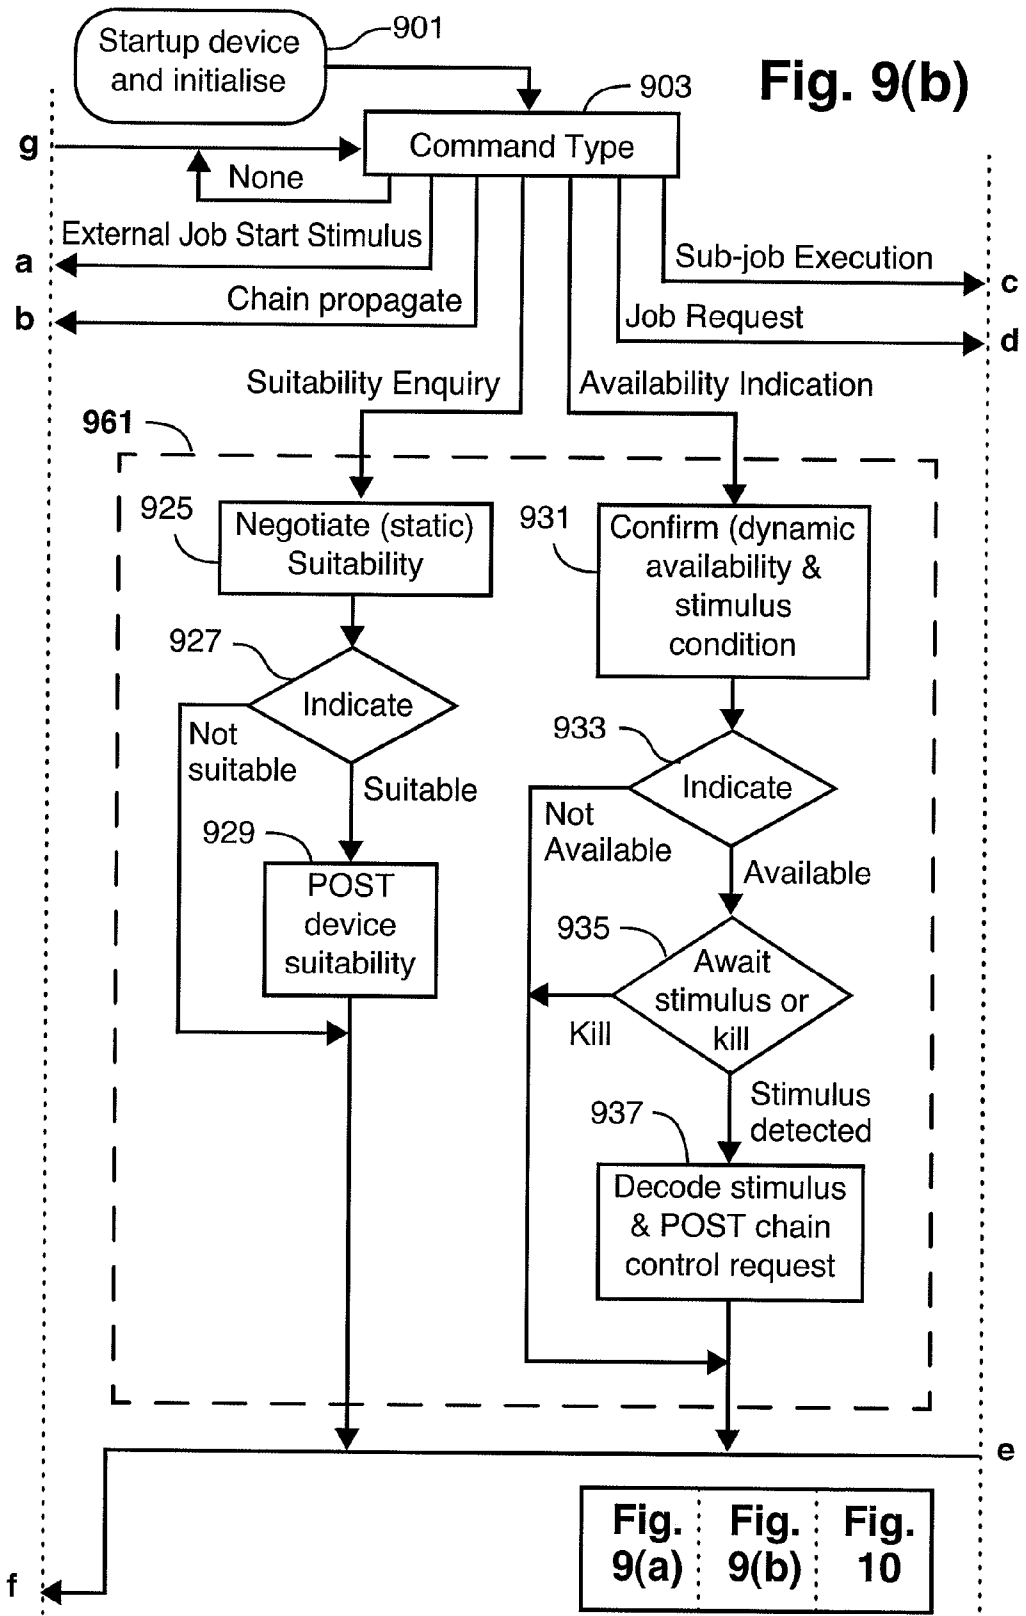 Startup device
and initialise
901
Fig. 9(b)
903
Command Type
g
None
External Job Start Stimulus
a
Sub-job Execution
c
Chain propagate
b
Job Request
d
Suitability Enquiry
Availability Indication
961
925
Negotiate (static)
Suitability
931
Confirm (dynamic
availability &
stimulus
condition
927
Indicate
Not
suitable
Suitable
933
Indicate
Not
Available
Available
929
POST
device
suitability
935
Await
stimulus or
kill
Kill
Stimulus
detected
937
Decode stimulus
& POST chain
control request
e
Fig.
9(a)
Fig.
9(b)
Fig.
10
f